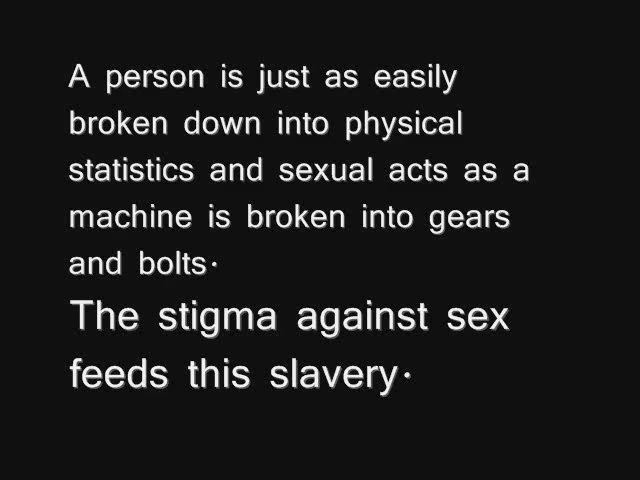 A person is just as easily
broken down into physical
statistics and sexual acts as a
machine is broken into gears
and bolts·
The stigma against sex
feeds this slavery·